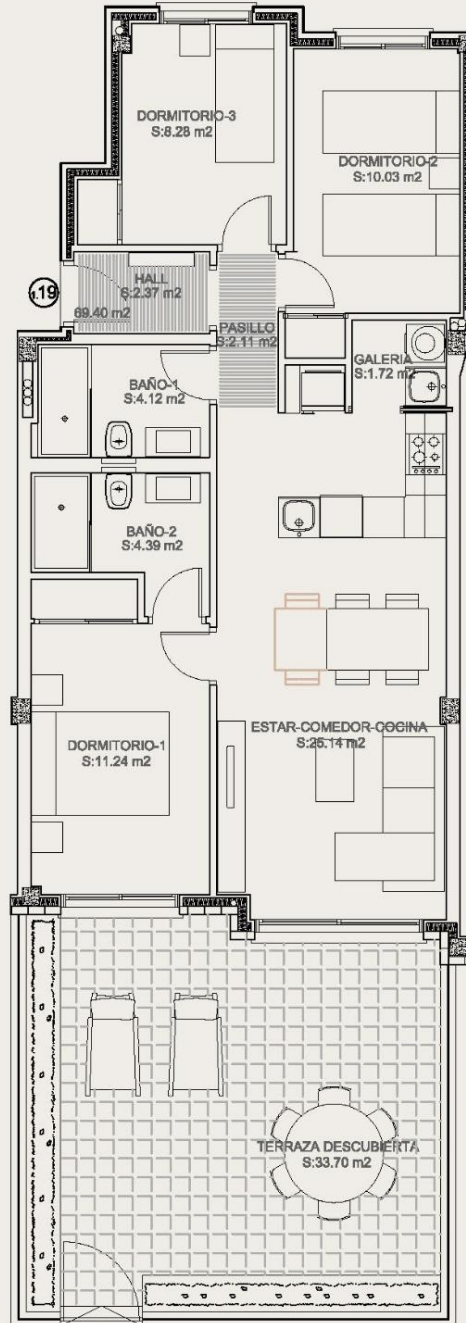 DORMITORIO-3
S:8.28 m2
DORMITORIO-2
S:10.03 m2
1.19
HALL
S:2.37 m2
69.40 m2
PASILLO
S:2.11 m2
GALERIA
S:1.72 m2
BAÑO-1
S:4.12 m2
BAÑO-2
S:4.39 m2
ESTAR-COMEDOR-COCINA
S:25.14 m2
DORMITORIO-1
S:11.24 m2
TERRAZA DESCUBIERTA
S:33.70 m2